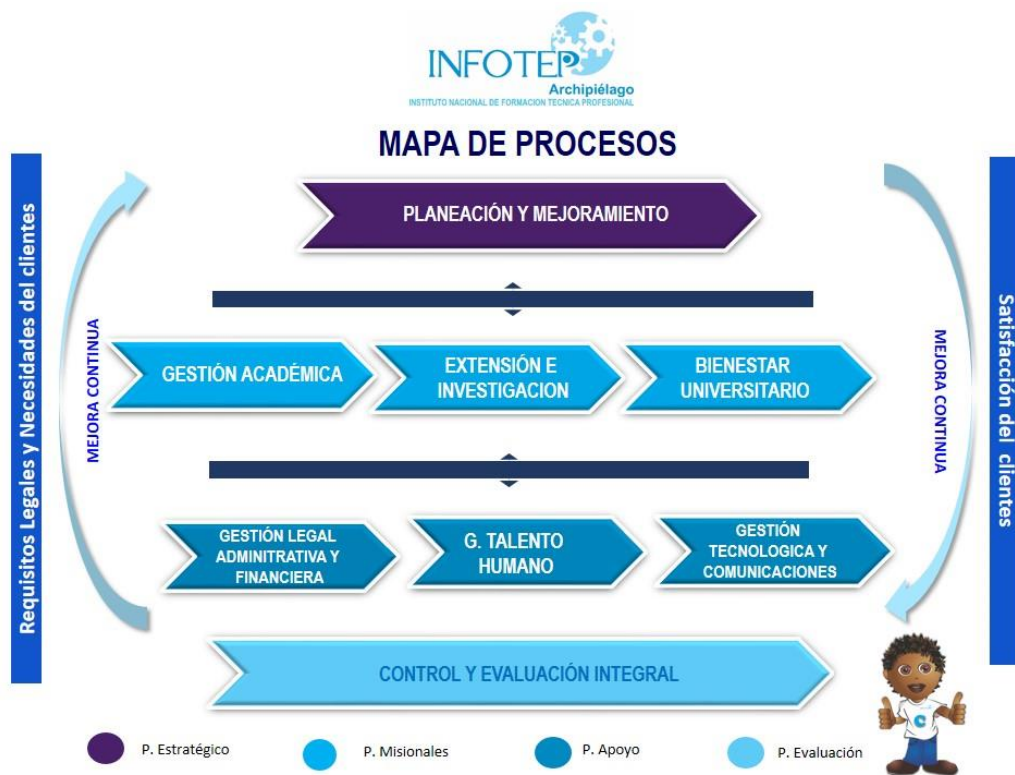 INFOTEP
Archipiélago
INSTITUTO NACIONAL DE FORMACION TECNICA PROFESIONAL
MAPA DE PROCESOS
Requisitos Legales y Necesidades del clientes
MEJORA CONTINUA
PLANEACIÓN Y MEJORAMIENTO
GESTIÓN ACADÉMICA
EXTENSIÓN E
INVESTIGACION
BIENESTAR
UNIVERSITARIO
GESTIÓN LEGAL
ADMINITRATIVA Y
FINANCIERA
G. TALENTO
HUMANO
GESTIÓN
TECNOLOGICA Y
COMUNICACIONES
CONTROL Y EVALUACIÓN INTEGRAL
MEJORA CONTINUA
Satisfacción del clientes
P. Estratégico
P. Misionales
P. Apoyo
P. Evaluación